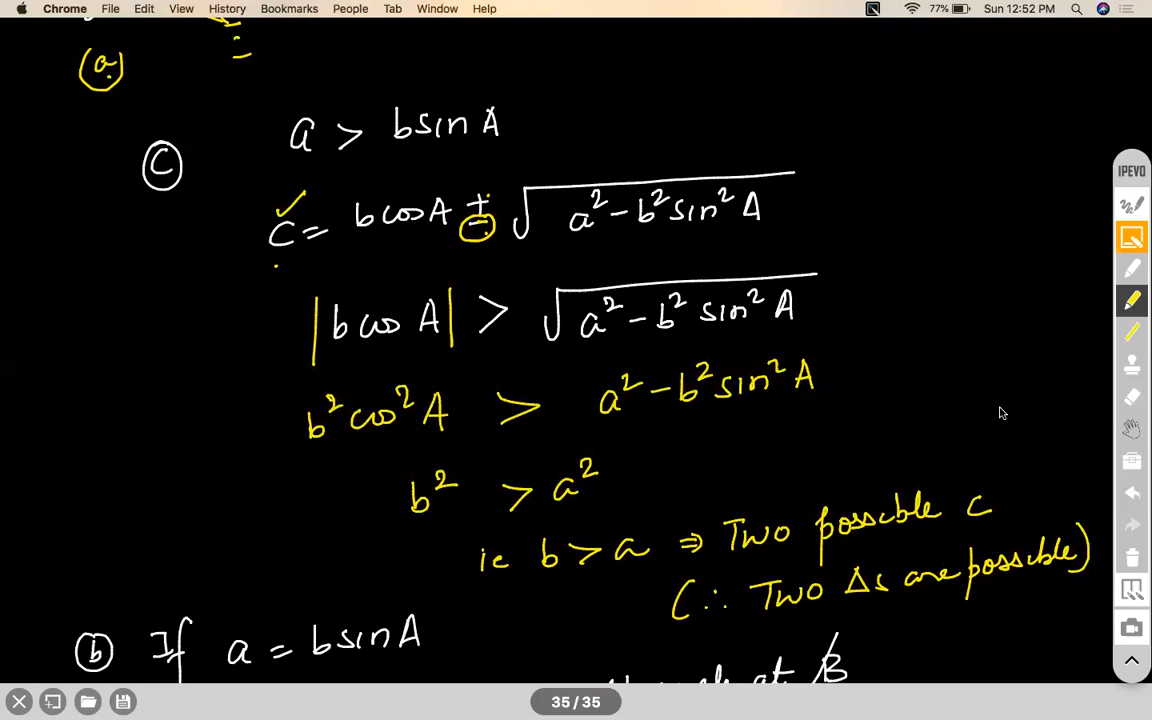 Chrome File Edit View History Bookmarks People Tab Window Help 77% Sun 12:52 PM
(a)
a > b sin A
(C)
c = b cos A ± √(a² - b² sin² A)
IPEVO
|b cos A| > √(a² - b² sin² A)
b² cos² A > a² - b² sin² A
b² > a²
ie b > a ⇒ Two possible c
(∴ Two Δs are possible)
(b) If a = b sin A
at B
35/35